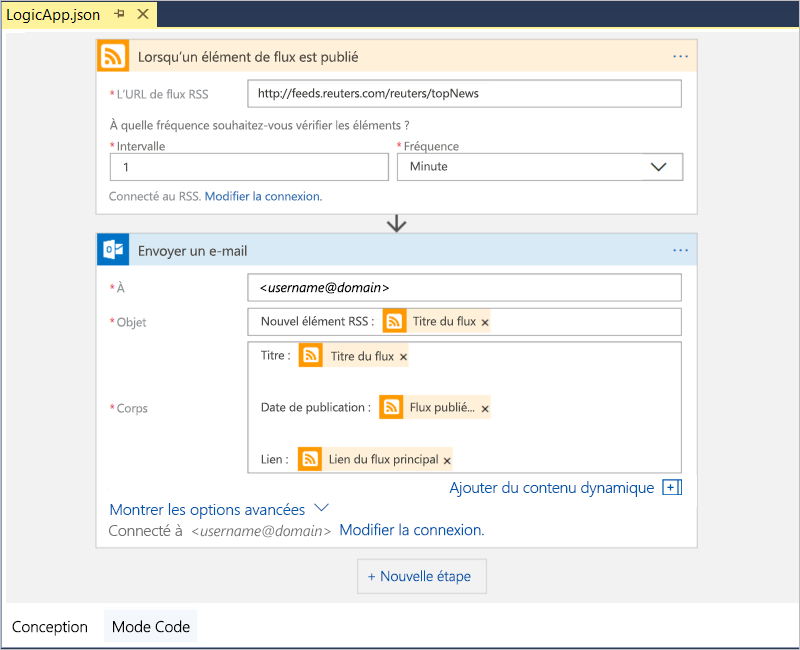 LogicApp.json
Lorsqu'un élément de flux est publié ...
* L'URL de flux RSS http://feeds.reuters.com/reuters/topNews
À quelle fréquence souhaitez-vous vérifier les éléments ?
* Intervalle * Fréquence
1 Minute
Connecté au RSS. Modifier la connexion.
Envoyer un e-mail ...
* À <username@domain>
* Objet Nouvel élément RSS : Titre du flux ×
Titre : Titre du flux ×
* Corps Date de publication : Flux publié... ×
Lien : Lien du flux principal ×
Ajouter du contenu dynamique
Montrer les options avancées
Connecté à <username@domain> Modifier la connexion.
+ Nouvelle étape
Conception Mode Code